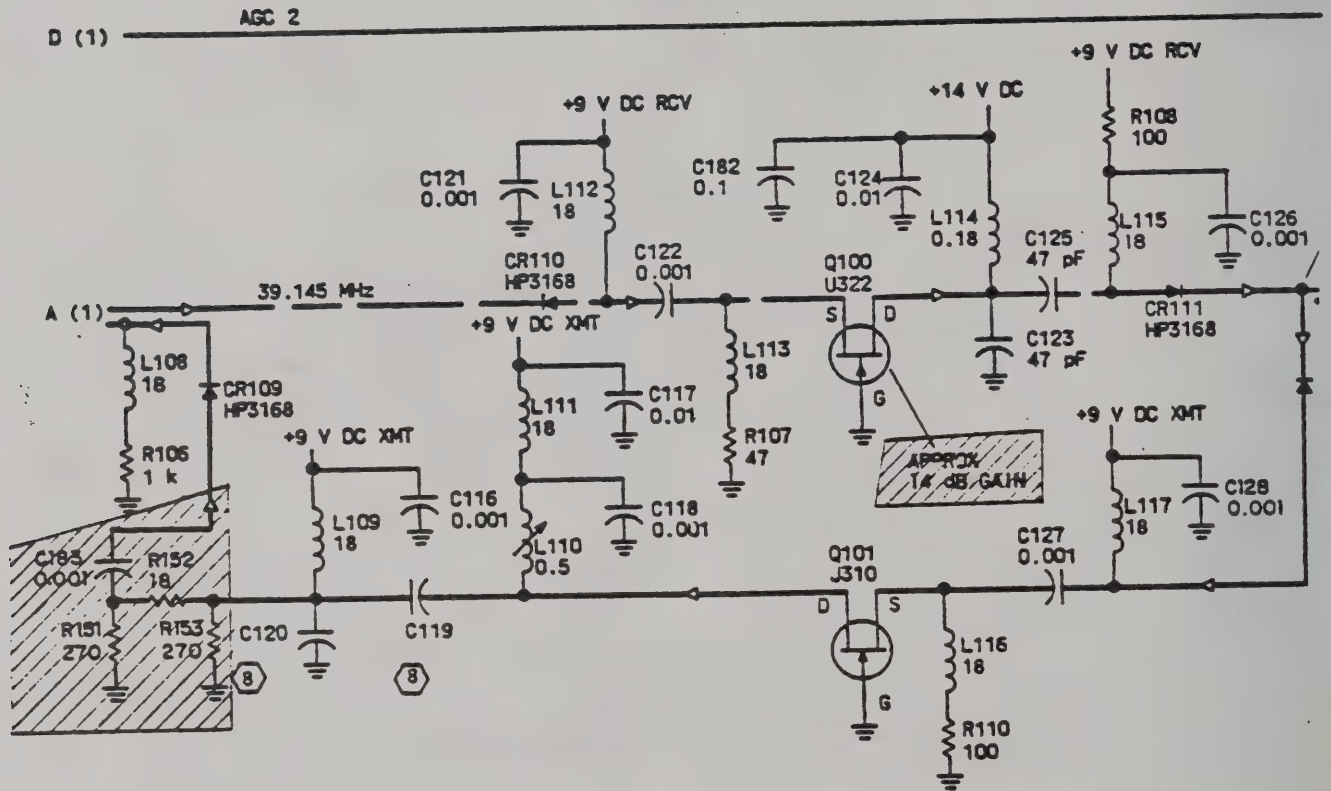 AGC 2
D (1)
+9 V DC RCV
+9 V DC RCV
+14 V DC
R108
100
C121
0.001
L112
18
C182
0.1
C124
0.01
L114
0.18
C125
47 pF
L115
18
C126
0.001
CR110
HP3168
C122
0.001
Q100
U322
39.145 MHz
A (1)
S
D
CR111
HP3168
+9 V DC XMT
C123
47 pF
L108
18
CR109
HP3168
L113
18
C117
0.01
G
L111
18
+9 V DC XMT
+9 V DC XMT
R106
1 k
R107
47
APPROX
14 dB GAIN
C116
0.001
C118
0.001
L109
18
L110
0.5
L117
18
C128
0.001
C127
0.001
Q101
J310
C183
0.001
R152
18
D
S
R151
270
R153
270
C120
C119
8
8
L116
18
G
R110
100